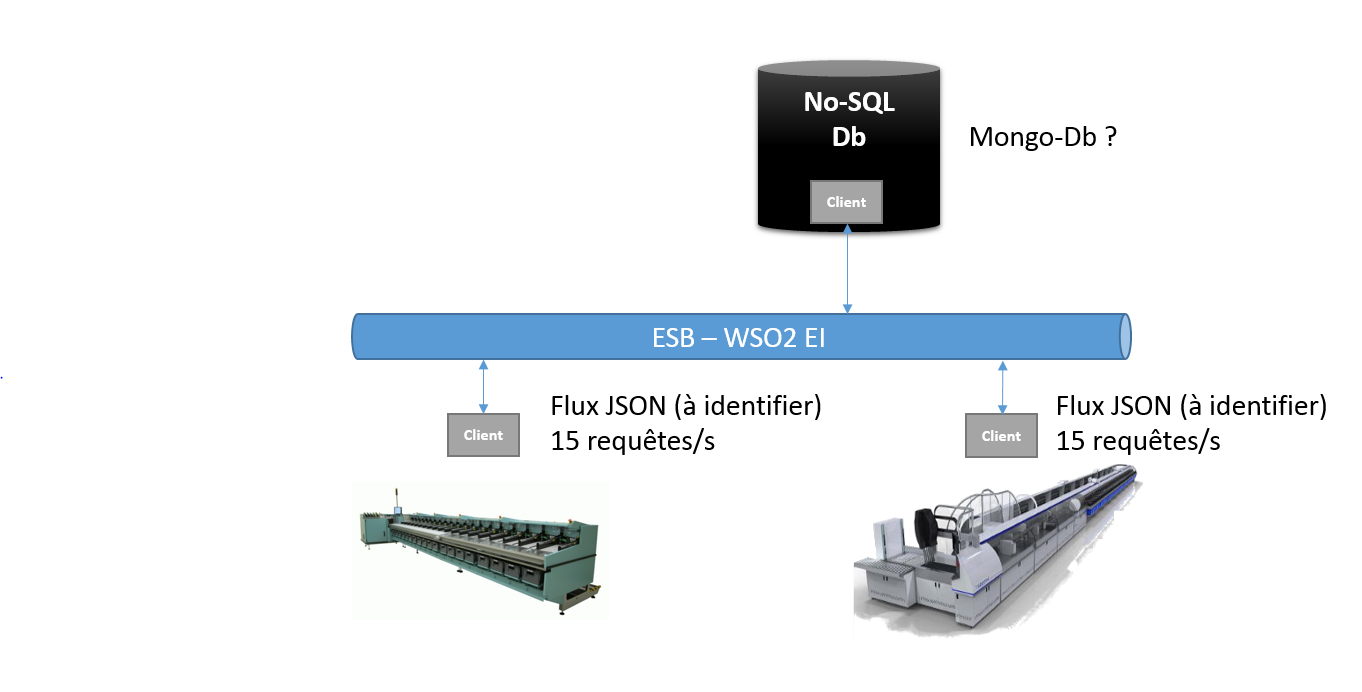 No-SQL
Db
Mongo-Db ?
Client
ESB – WSO2 EI
Flux JSON (à identifier)
15 requêtes/s
Client
Flux JSON (à identifier)
15 requêtes/s
Client